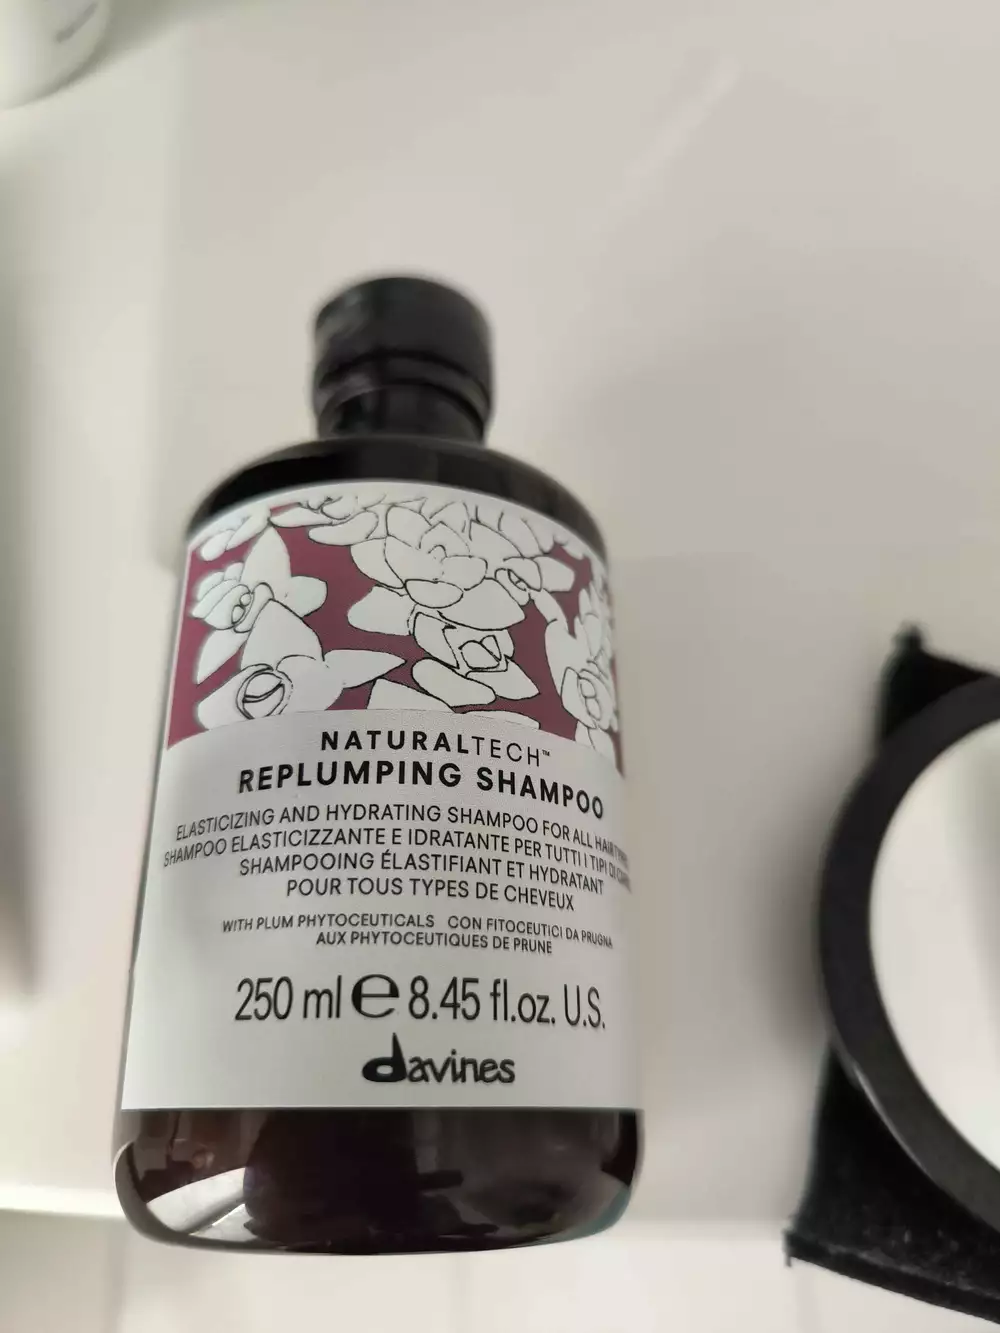 NATURALTECH™
REPLUMPING SHAMPOO
ELASTICIZING AND HYDRATING SHAMPOO FOR ALL HAIR
SHAMPOO ELASTICIZZANTE E IDRATANTE PER TUTTI I TIPI DI
SHAMPOOING ÉLASTIFIANT ET HYDRATANT
POUR TOUS TYPES DE CHEVEUX
WITH PLUM PHYTOCEUTICALS CON FITOCEUTICI DA PRUGNA
AUX PHYTOCEUTIQUES DE PRUNE
250 ml e 8.45 fl.oz. U.S.
davines